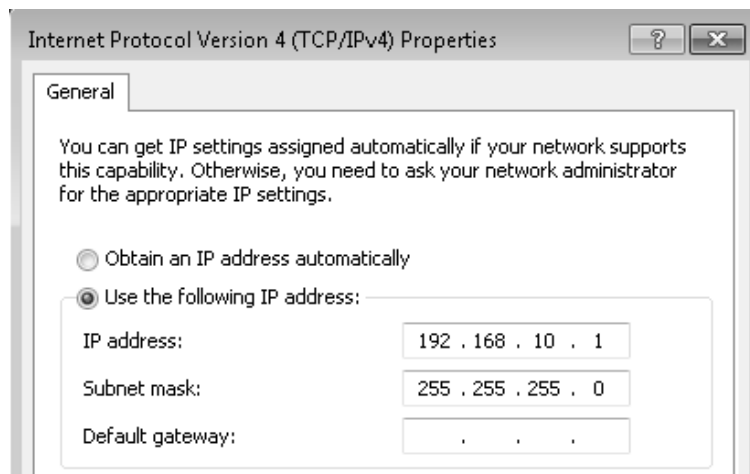 Internet Protocol Version 4 (TCP/IPv4) Properties
General
You can get IP settings assigned automatically if your network supports
this capability. Otherwise, you need to ask your network administrator
for the appropriate IP settings.
Obtain an IP address automatically
Use the following IP address:
IP address: 192 . 168 . 10 . 1
Subnet mask: 255 . 255 . 255 . 0
Default gateway: . . .